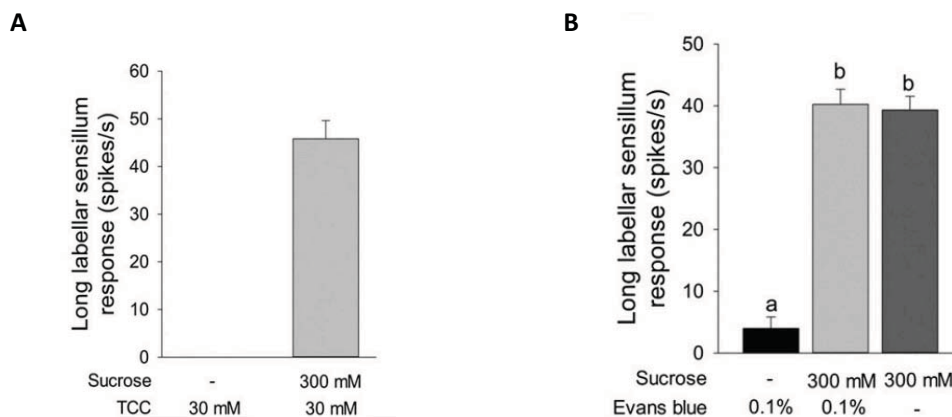 A
Long labellar sensillum
response (spikes/s)
60
50
40
30
20
10
0
Sucrose - 300 mM
TCC 30 mM 30 mM
B
Long labellar sensillum
response (spikes/s)
50
40
30
20
10
0
a
b
b
Sucrose - 300 mM 300 mM
Evans blue 0.1% 0.1% -